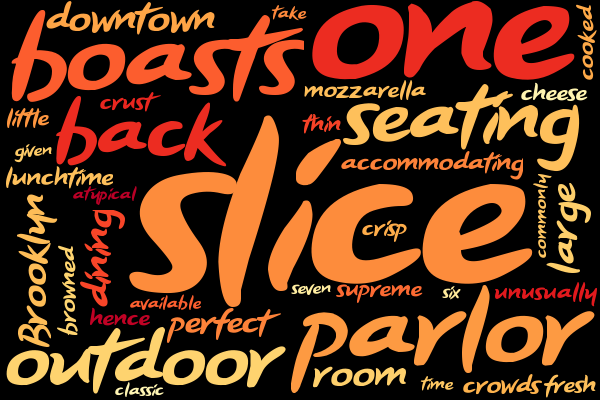 downtown
take
one
cooked
boasts
mozzarella
cheese
crust
little
back
thin
seating
given
accommodating
lunchtime
atypical
slice
commonly
large
Brooklyn
browned
dining
crisp
available
seven
supreme
six
unusually
hence
perfect
parlor
outdoor
room
classic
time
crowds
fresh